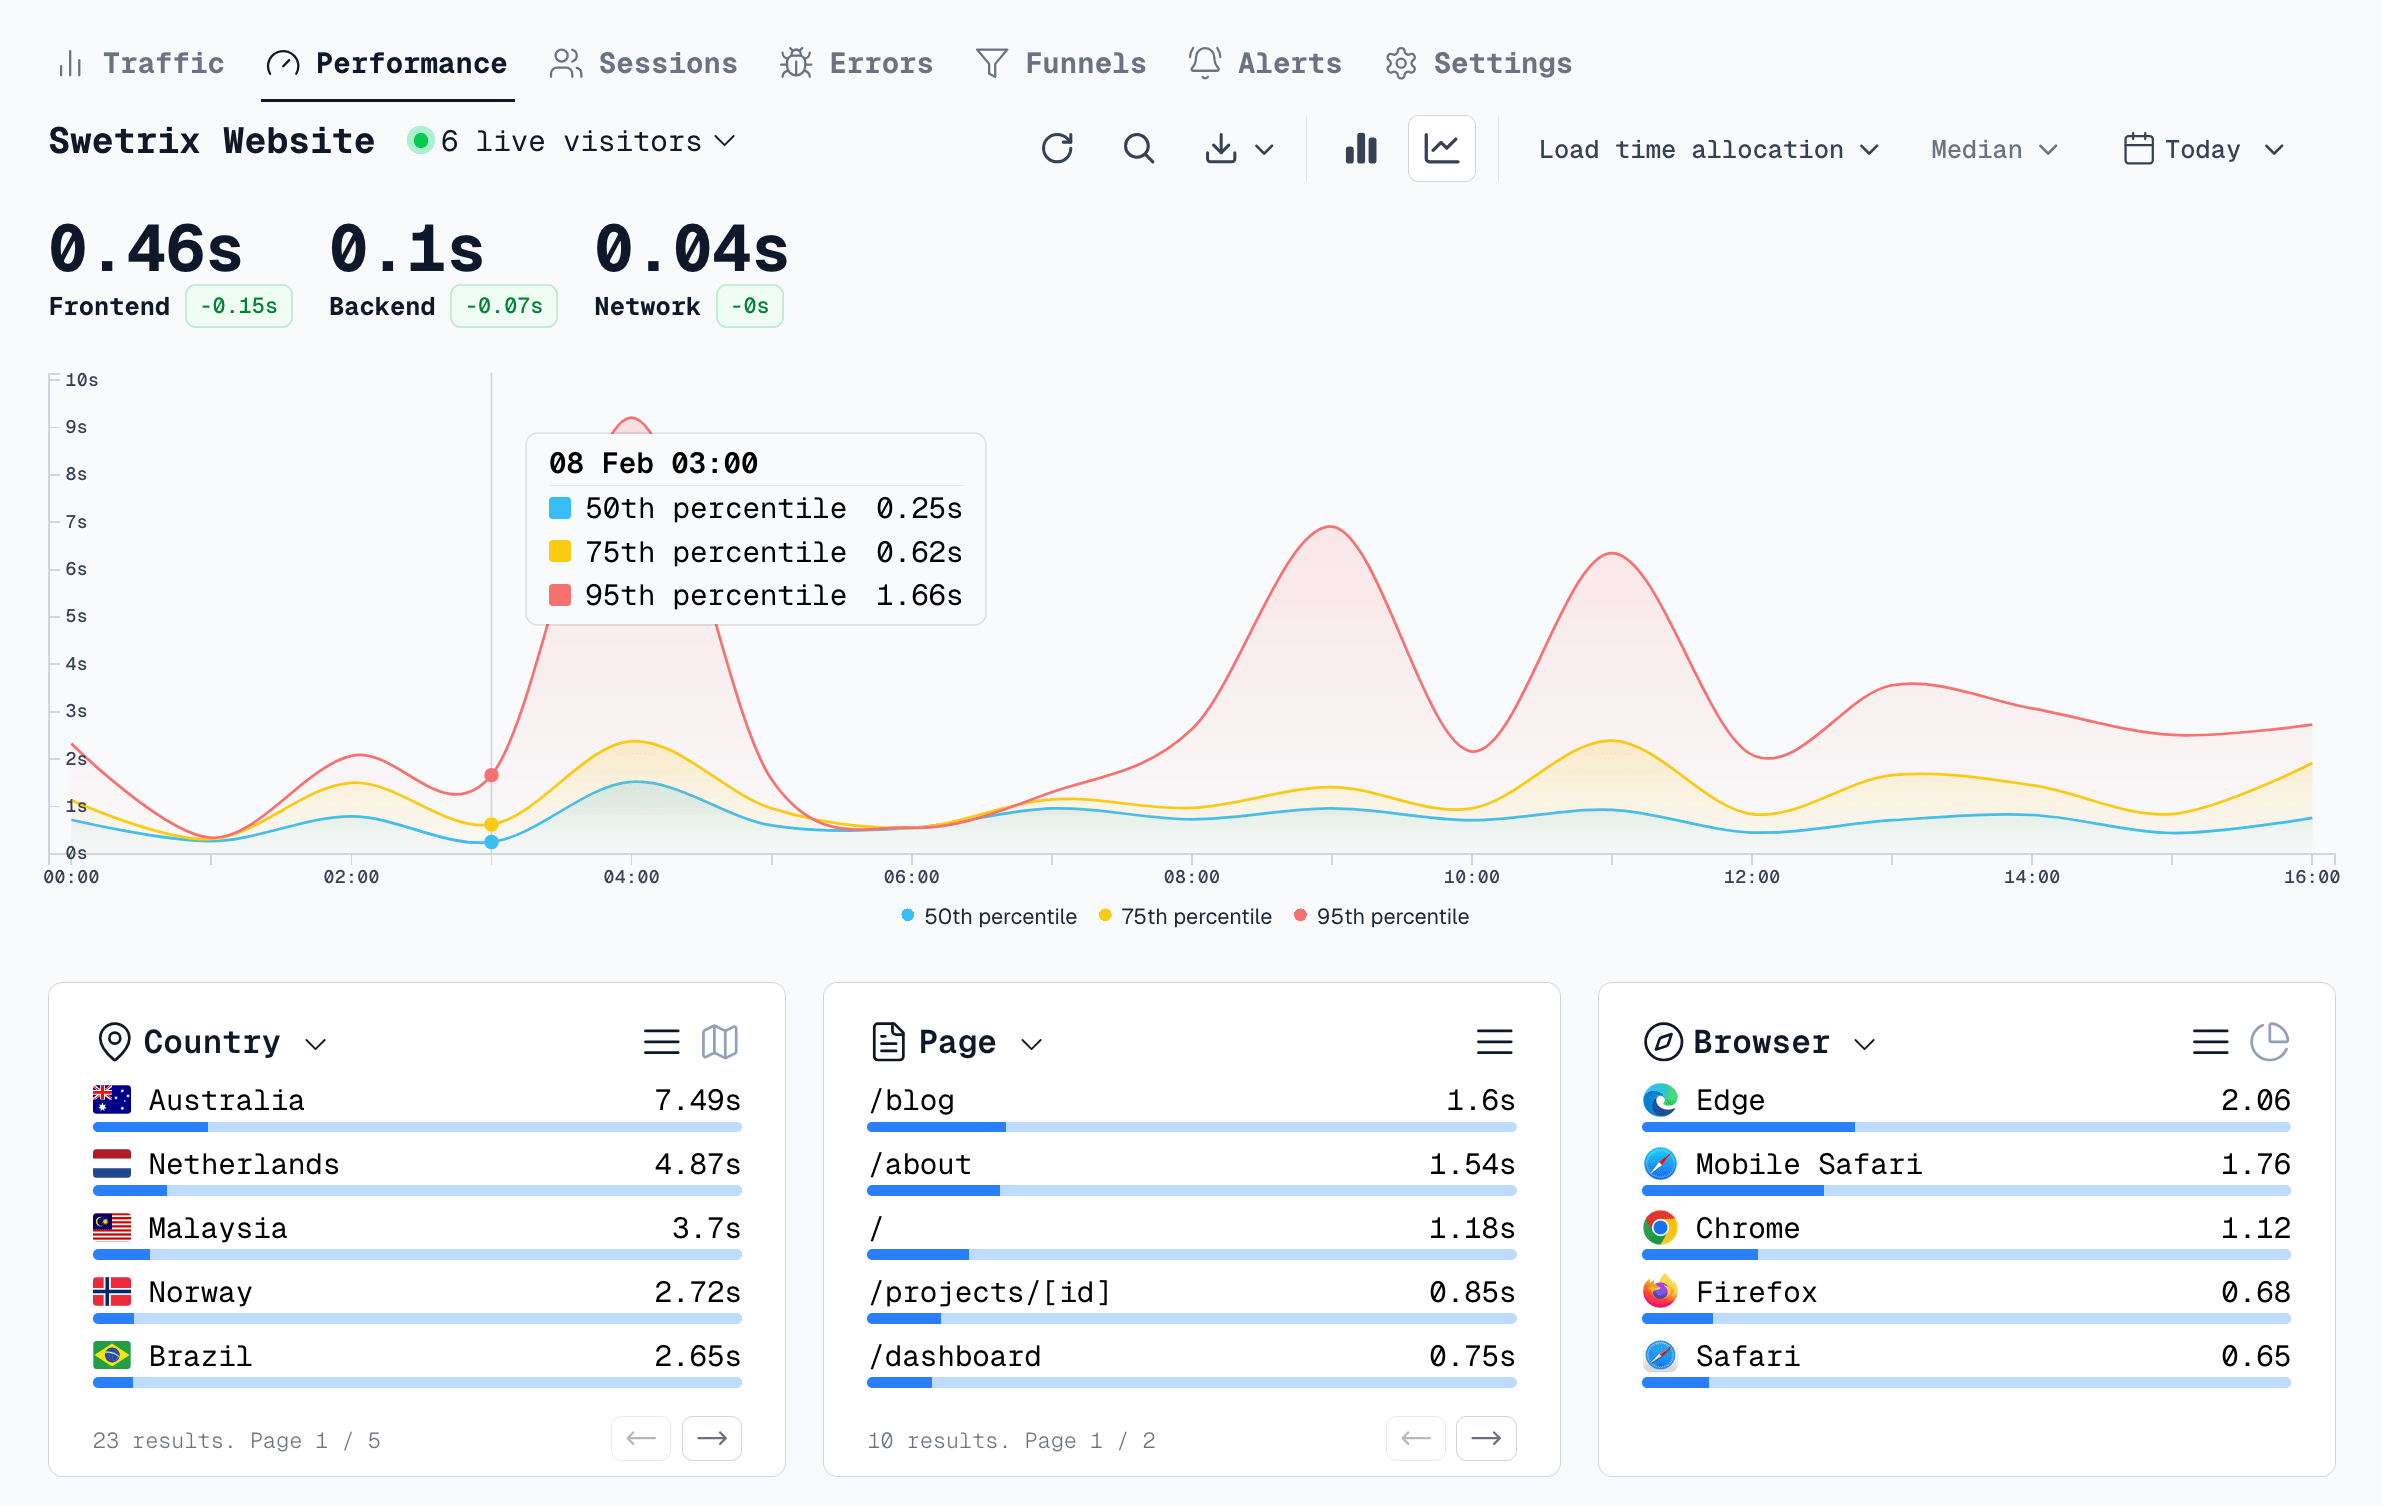 Traffic Performance Sessions Errors Funnels Alerts Settings
Swetrix Website 6 live visitors Load time allocation Median Today
0.46s 0.1s 0.04s
Frontend -0.15s Backend -0.07s Network -0s
10s
9s
8s
7s
6s
5s
4s
3s
2s
1s
0s
08 Feb 03:00
50th percentile 0.25s
75th percentile 0.62s
95th percentile 1.66s
00:00 02:00 04:00 06:00 08:00 10:00 12:00 14:00 16:00
50th percentile 75th percentile 95th percentile
Country
Australia 7.49s
Netherlands 4.87s
Malaysia 3.7s
Norway 2.72s
Brazil 2.65s
23 results. Page 1 / 5
Page
/blog 1.6s
/about 1.54s
/ 1.18s
/projects/[id] 0.85s
/dashboard 0.75s
10 results. Page 1 / 2
Browser
Edge 2.06
Mobile Safari 1.76
Chrome 1.12
Firefox 0.68
Safari 0.65